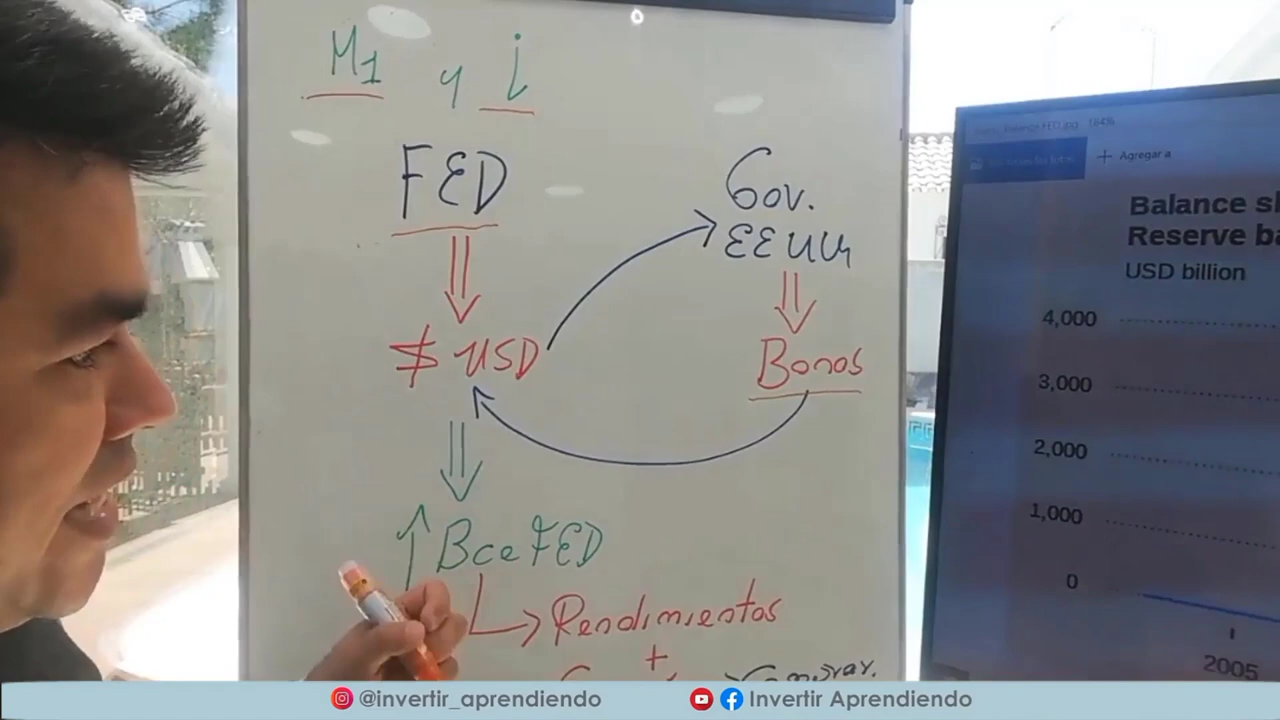 M1 y i
FED
Gov.
EEUU
$ USD
Bonos
↑ Bce FED
Rendimientos
+
+ Agregar a
Balance sh
Reserve ba
USD billion
4,000
3,000
2,000
1,000
0
2005
@invertir_aprendiendo
Invertir Aprendiendo